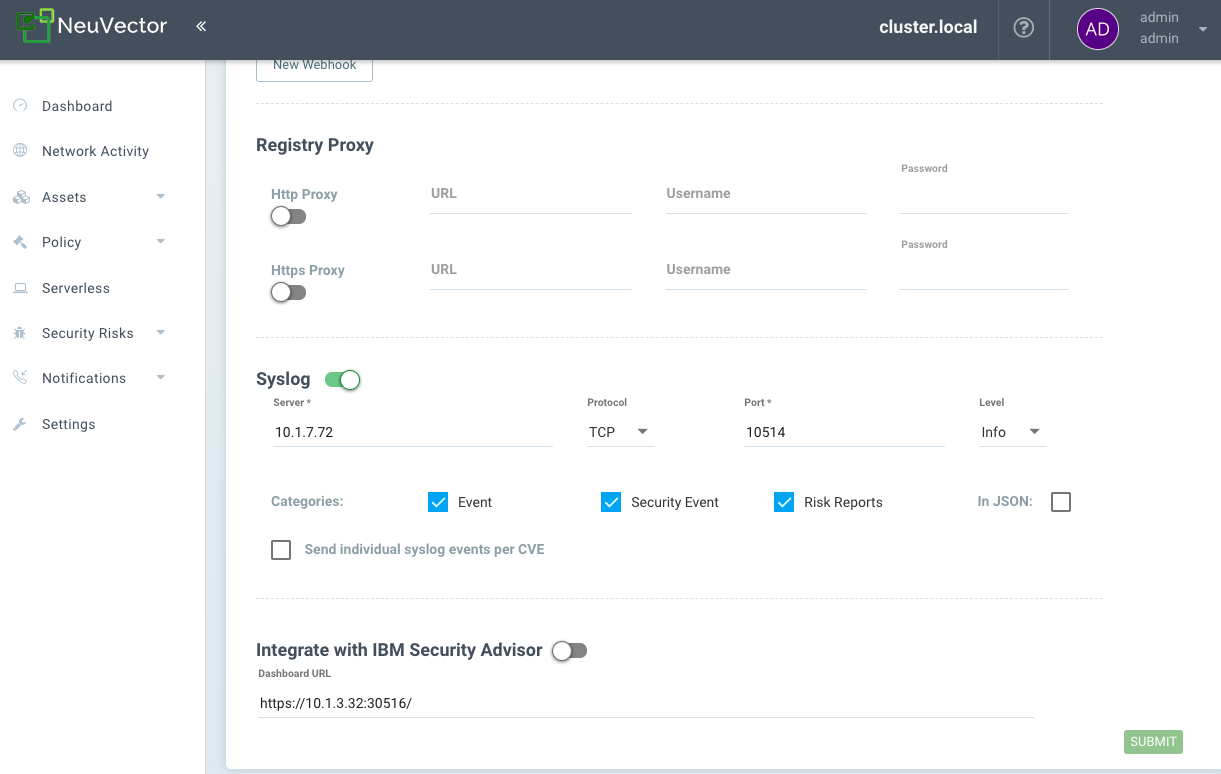 NeuVector « cluster.local ? AD admin
admin
New Webhook
Dashboard
Network Activity
Assets
Policy
Serverless
Security Risks
Notifications
Settings
Registry Proxy
Http Proxy URL Username Password
Https Proxy URL Username Password
Syslog
Server * Protocol Port * Level
10.1.7.72 TCP 10514 Info
Categories: Event Security Event Risk Reports In JSON:
Send individual syslog events per CVE
Integrate with IBM Security Advisor
Dashboard URL
https://10.1.3.32:30516/
SUBMIT